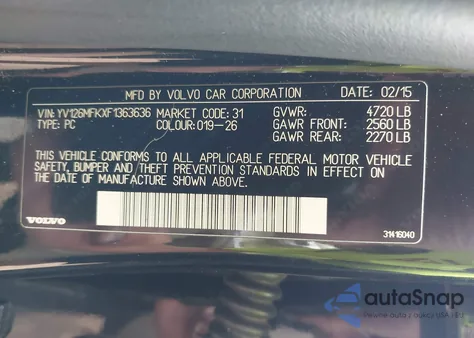 MFD BY VOLVO CAR CORPORATION DATE: 02/15
VIN: YV126MFKXF1363636 MARKET CODE: 31 GVWR: 4720 LB
TYPE: PC COLOUR: 019-26 GAWR FRONT: 2560 LB
GAWR REAR: 2270 LB
THIS VEHICLE CONFORMS TO ALL APPLICABLE FEDERAL MOTOR VEHICLE
SAFETY, BUMPER AND THEFT PREVENTION STANDARDS IN EFFECT ON THE
DATE OF MANUFACTURE SHOWN ABOVE.
VOLVO 31416040
autoSnap